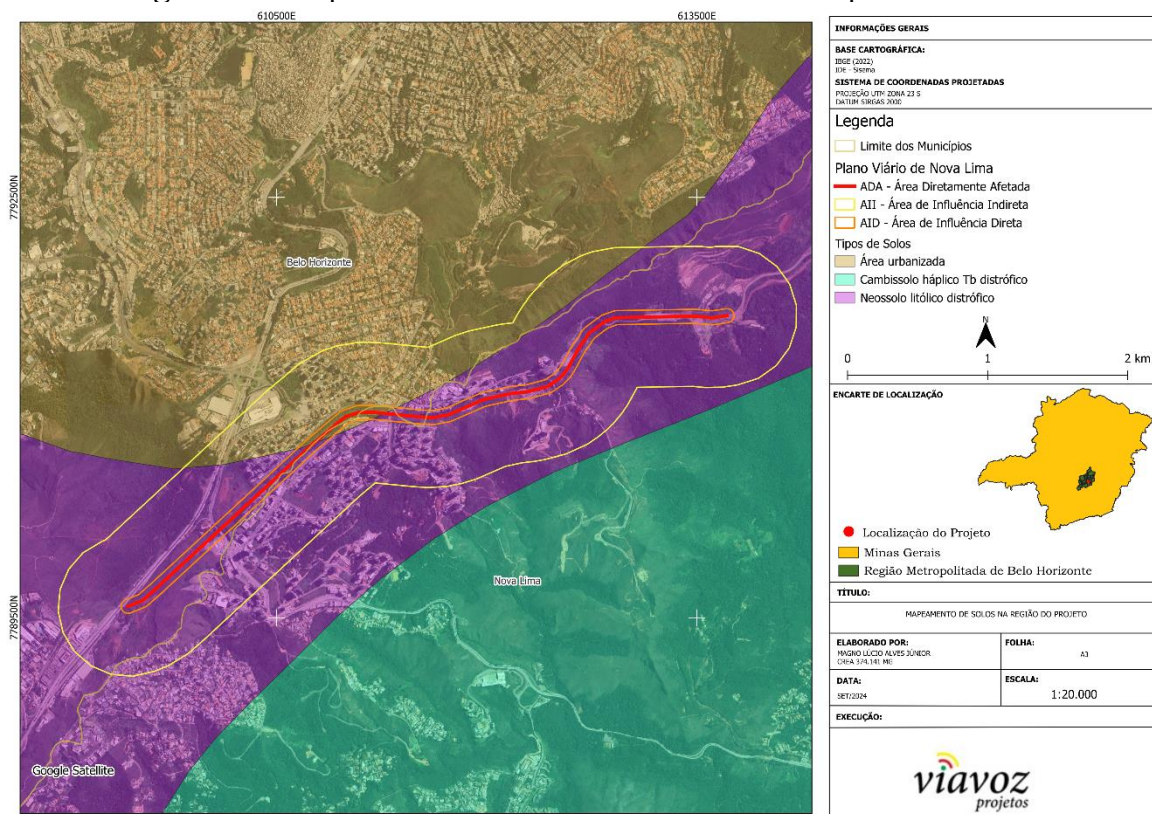 610500E
613500E
7792500N
7789500N
Belo Horizonte
Nova Lima
Google Satellite
INFORMAÇÕES GERAIS
BASE CARTOGRÁFICA:
IBGE (2022)
IDE - Sisema
SISTEMA DE COORDENADAS PROJETADAS
PROJEÇÃO UTM ZONA 23 S
DATUM SIRGAS 2000
Legenda
Limite dos Municípios
Plano Viário de Nova Lima
ADA - Área Diretamente Afetada
AII - Área de Influência Indireta
AID - Área de Influência Direta
Tipos de Solos
Área urbanizada
Cambissolo háplico Tb distrófico
Neossolo litólico distrófico
N
0 1 2 km
ENCARTE DE LOCALIZAÇÃO
Localização do Projeto
Minas Gerais
Região Metropolitada de Belo Horizonte
TÍTULO:
MAPEAMENTO DE SOLOS NA REGIÃO DO PROJETO
ELABORADO POR:
MAGNO LÚCIO ALVES JÚNIOR
CREA 374.141 MG
FOLHA:
A3
DATA:
SET/2024
ESCALA:
1:20.000
EXECUÇÃO:
viavoz
projetos